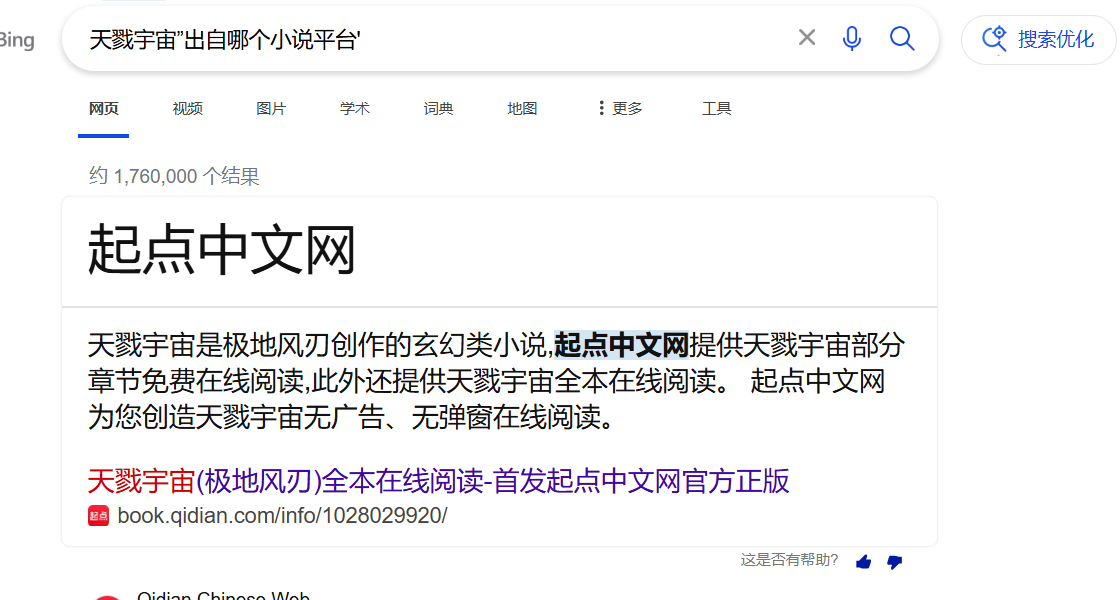 Bing
天戮宇宙”出自哪个小说平台'
搜索优化
网页 视频 图片 学术 词典 地图 更多 工具
约 1,760,000 个结果
起点中文网
天戮宇宙是极地风刃创作的玄幻类小说,起点中文网提供天戮宇宙部分
章节免费在线阅读,此外还提供天戮宇宙全本在线阅读。 起点中文网
为您创造天戮宇宙无广告、无弹窗在线阅读。
天戮宇宙(极地风刃)全本在线阅读-首发起点中文网官方正版
起点 book.qidian.com/info/1028029920/
这是否有帮助?
Qidian Chinese Web